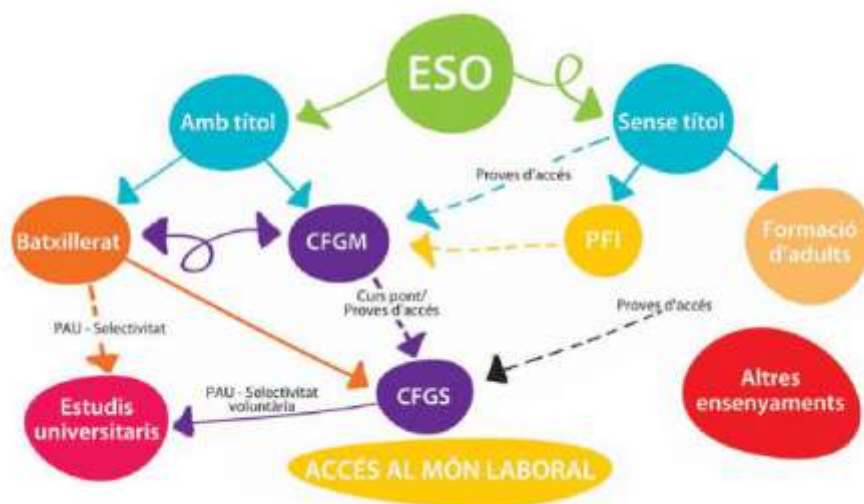 ESO
Amb títol
Sense títol
Proves d'accés
Batxillerat
CFGM
PFI
Formació
d'adults
Curs pont/
Proves d'accés
Proves d'accés
PAU - Selectivitat
Estudis
universitaris
PAU - Selectivitat
voluntària
CFGS
Altres
ensenyaments
ACCÉS AL MÓN LABORAL